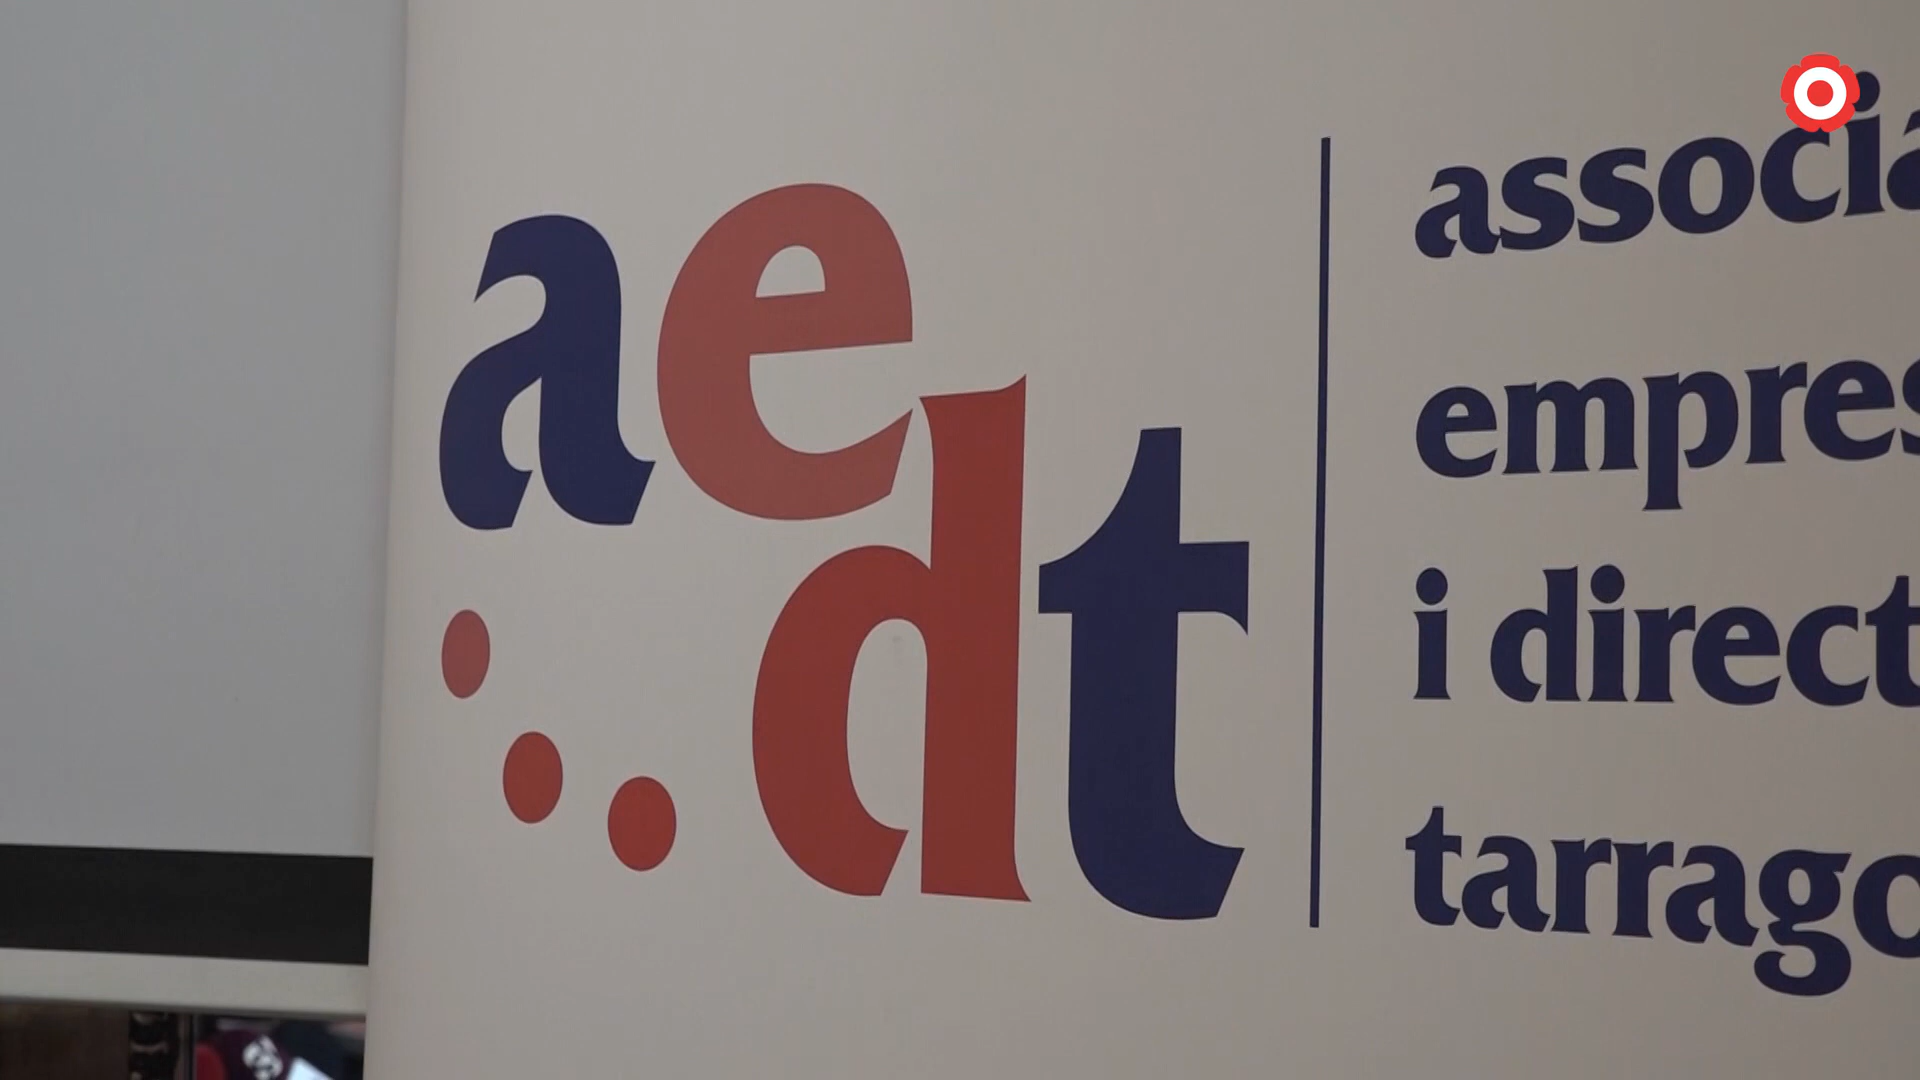 aedt
associa
empres
i direct
tarrago